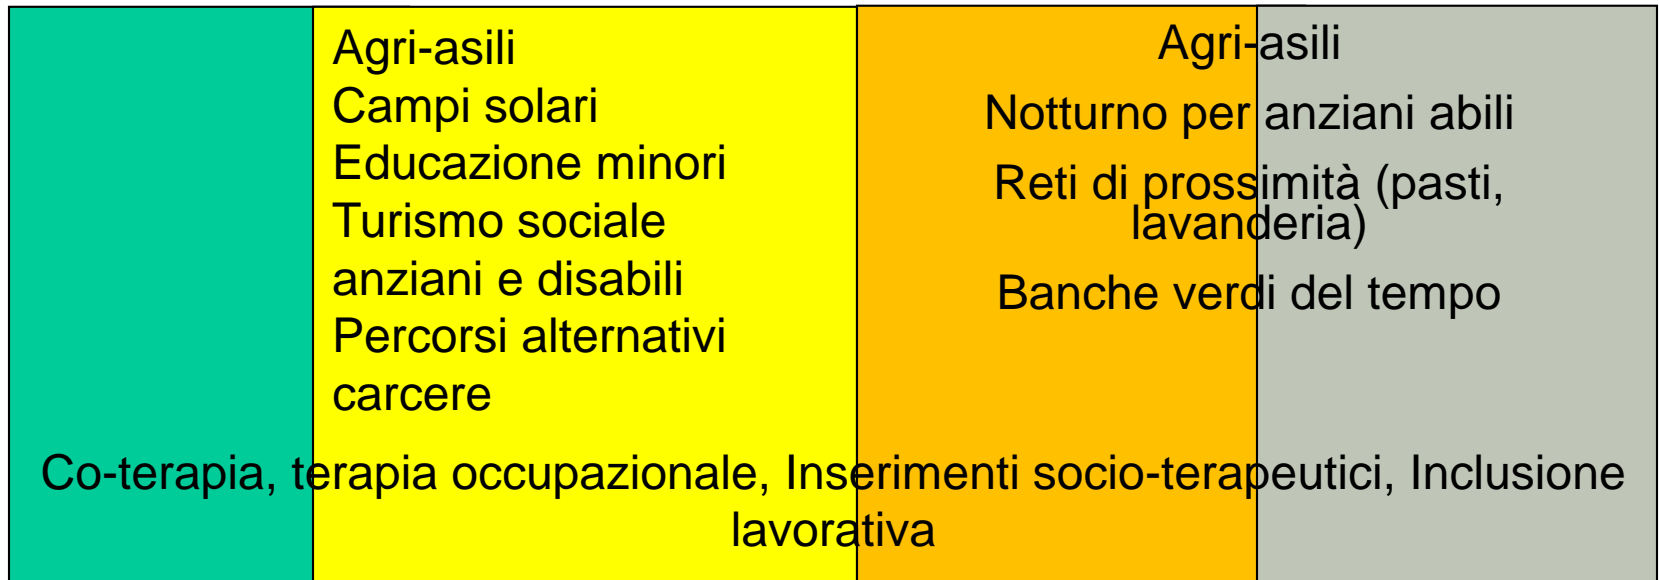 Agri-asili
Campi solari
Educazione minori
Turismo sociale
anziani e disabili
Percorsi alternativi
carcere
Agri-asili
Notturno per anziani abili
Reti di prossimità (pasti,
lavanderia)
Banche verdi del tempo
Co-terapia, terapia occupazionale, Inserimenti socio-terapeutici, Inclusione
lavorativa